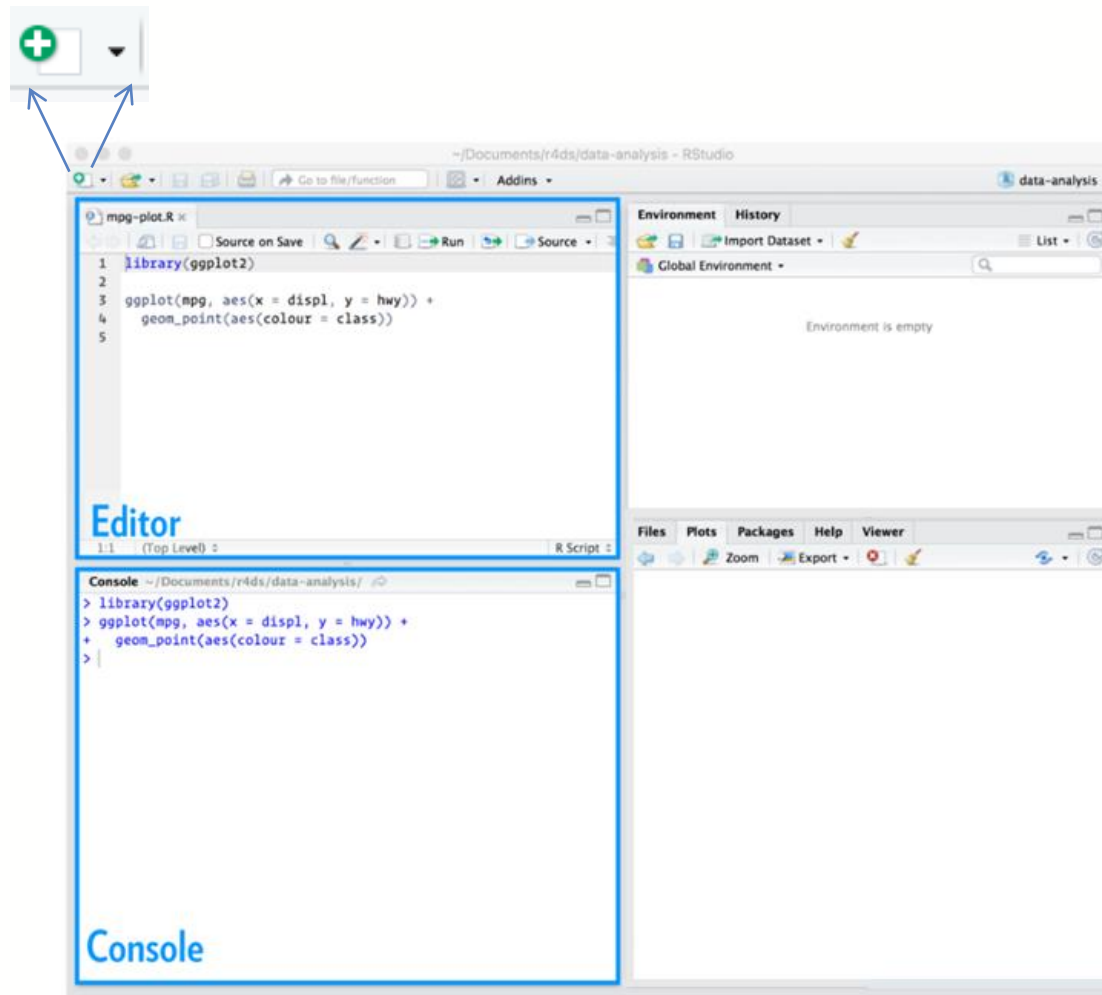 ~/Documents/r4ds/data-analysis - RStudio
Go to file/function Addins data-analysis
mpg-plot.R
Source on Save Run Source
1 library(ggplot2)
2
3 ggplot(mpg, aes(x = displ, y = hwy)) +
4   geom_point(aes(colour = class))
5
Editor
1:1 (Top Level) R Script
Console ~/Documents/r4ds/data-analysis/
> library(ggplot2)
> ggplot(mpg, aes(x = displ, y = hwy)) +
+   geom_point(aes(colour = class))
>
Console
Environment History
Import Dataset List
Global Environment
Environment is empty
Files Plots Packages Help Viewer
Zoom Export